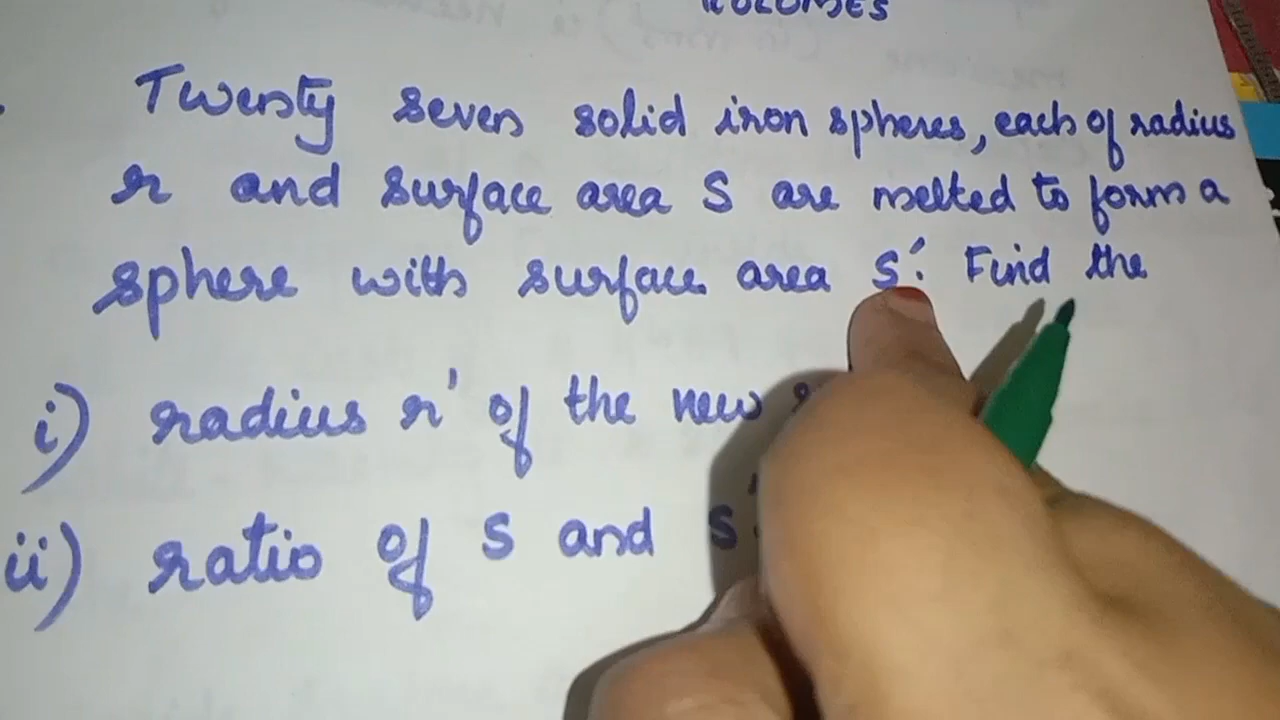 Twenty seven solid iron spheres, each of radius
r and surface area S are melted to form a
sphere with surface area S'. Find the
i) radius r' of the new
ii) ratio of S and S'